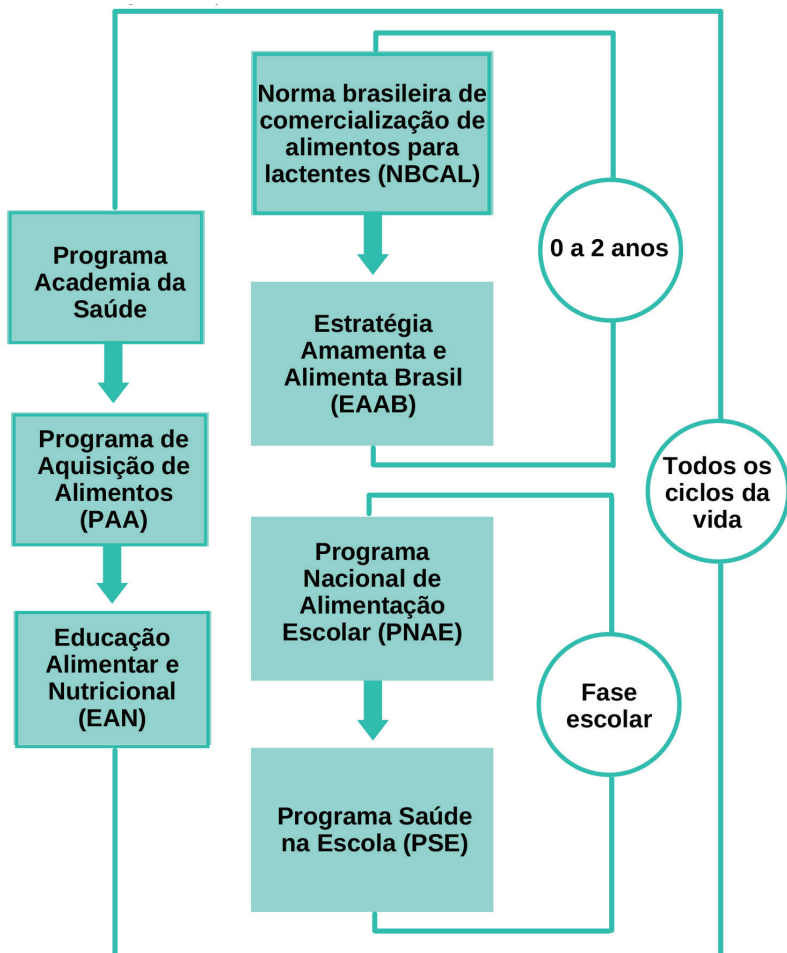 Norma brasileira de
comercialização de
alimentos para
lactentes (NBCAL)
0 a 2 anos
Estratégia
Amamenta e
Alimenta Brasil
(EAAB)
Programa
Academia da
Saúde
Programa de
Aquisição de
Alimentos
(PAA)
Educação
Alimentar e
Nutricional
(EAN)
Todos os
ciclos da
vida
Programa
Nacional de
Alimentação
Escolar (PNAE)
Fase
escolar
Programa Saúde
na Escola (PSE)